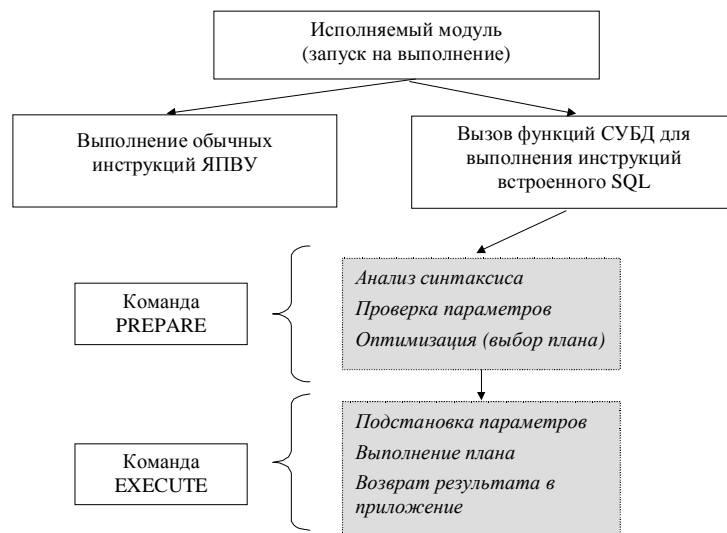 Исполняемый модуль
(запуск на выполнение)
Выполнение обычных
инструкций ЯПВУ
Вызов функций СУБД для
выполнения инструкций
встроенного SQL
Команда
PREPARE
Анализ синтаксиса
Проверка параметров
Оптимизация (выбор плана)
Команда
EXECUTE
Подстановка параметров
Выполнение плана
Возврат результата в
приложение